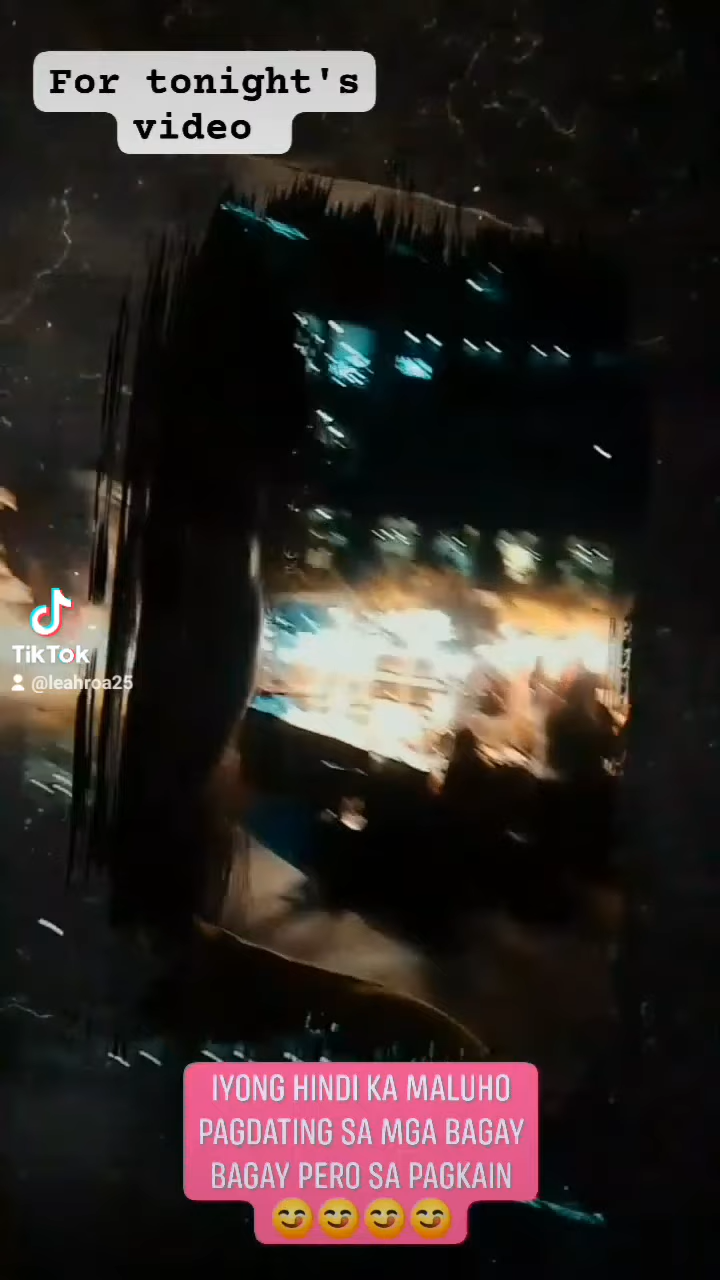 For tonight's
video
TikTok
@leahroa25
IYONG HINDI KA MALUHO
PAGDATING SA MGA BAGAY
BAGAY PERO SA PAGKAIN
😋😋😋😋